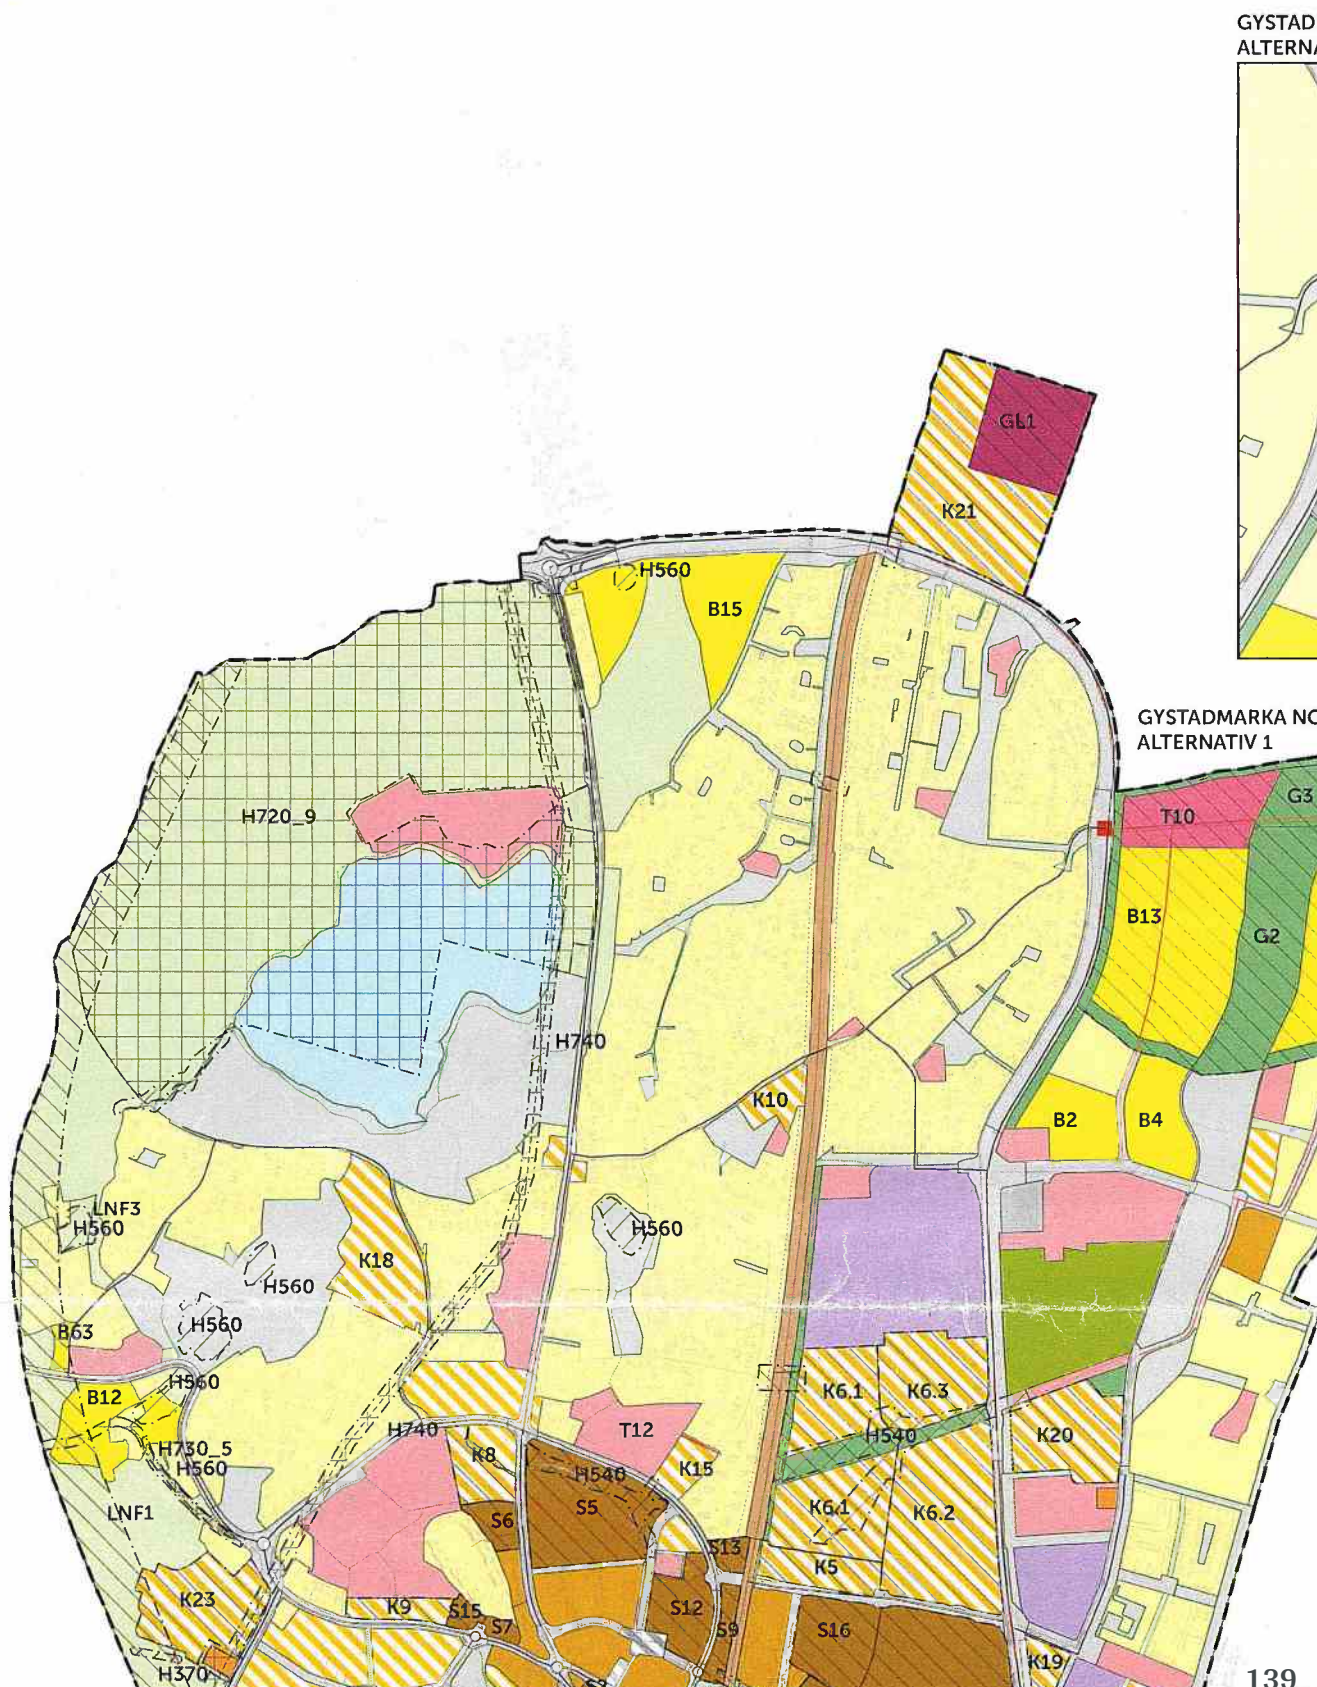 GYSTAD
ALTERNA
GL1
K21
H560
B15
GYSTADMARKA NO
ALTERNATIV 1
G3
H720_9
T10
B13
G2
H740
K10
B2
B4
LNF3
H560
H560
K18
H560
H560
B63
H560
B12
K6.1
K6.3
H740
T12
H540
K20
H730_5
H560
K8
H540
K15
S5
K6.1
K6.2
LNF1
S6
S13
K5
K23
K9
S15
S7
S12
S9
S16
H370
K19
139